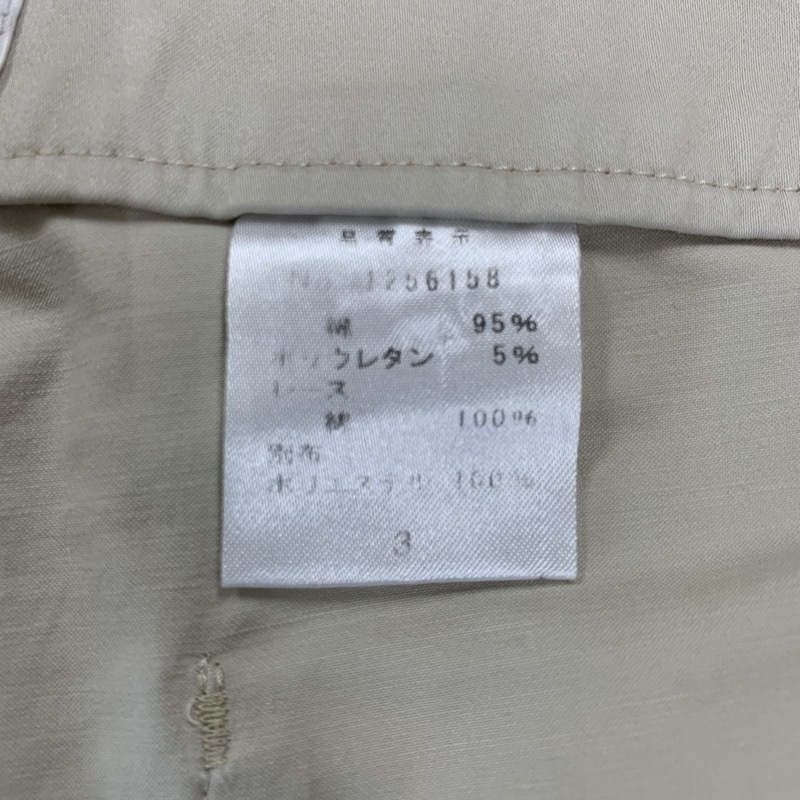 品質表示
No. 1256158
綿 95%
ポリウレタン 5%
レース
綿 100%
別布
ポリエステル 100%
3